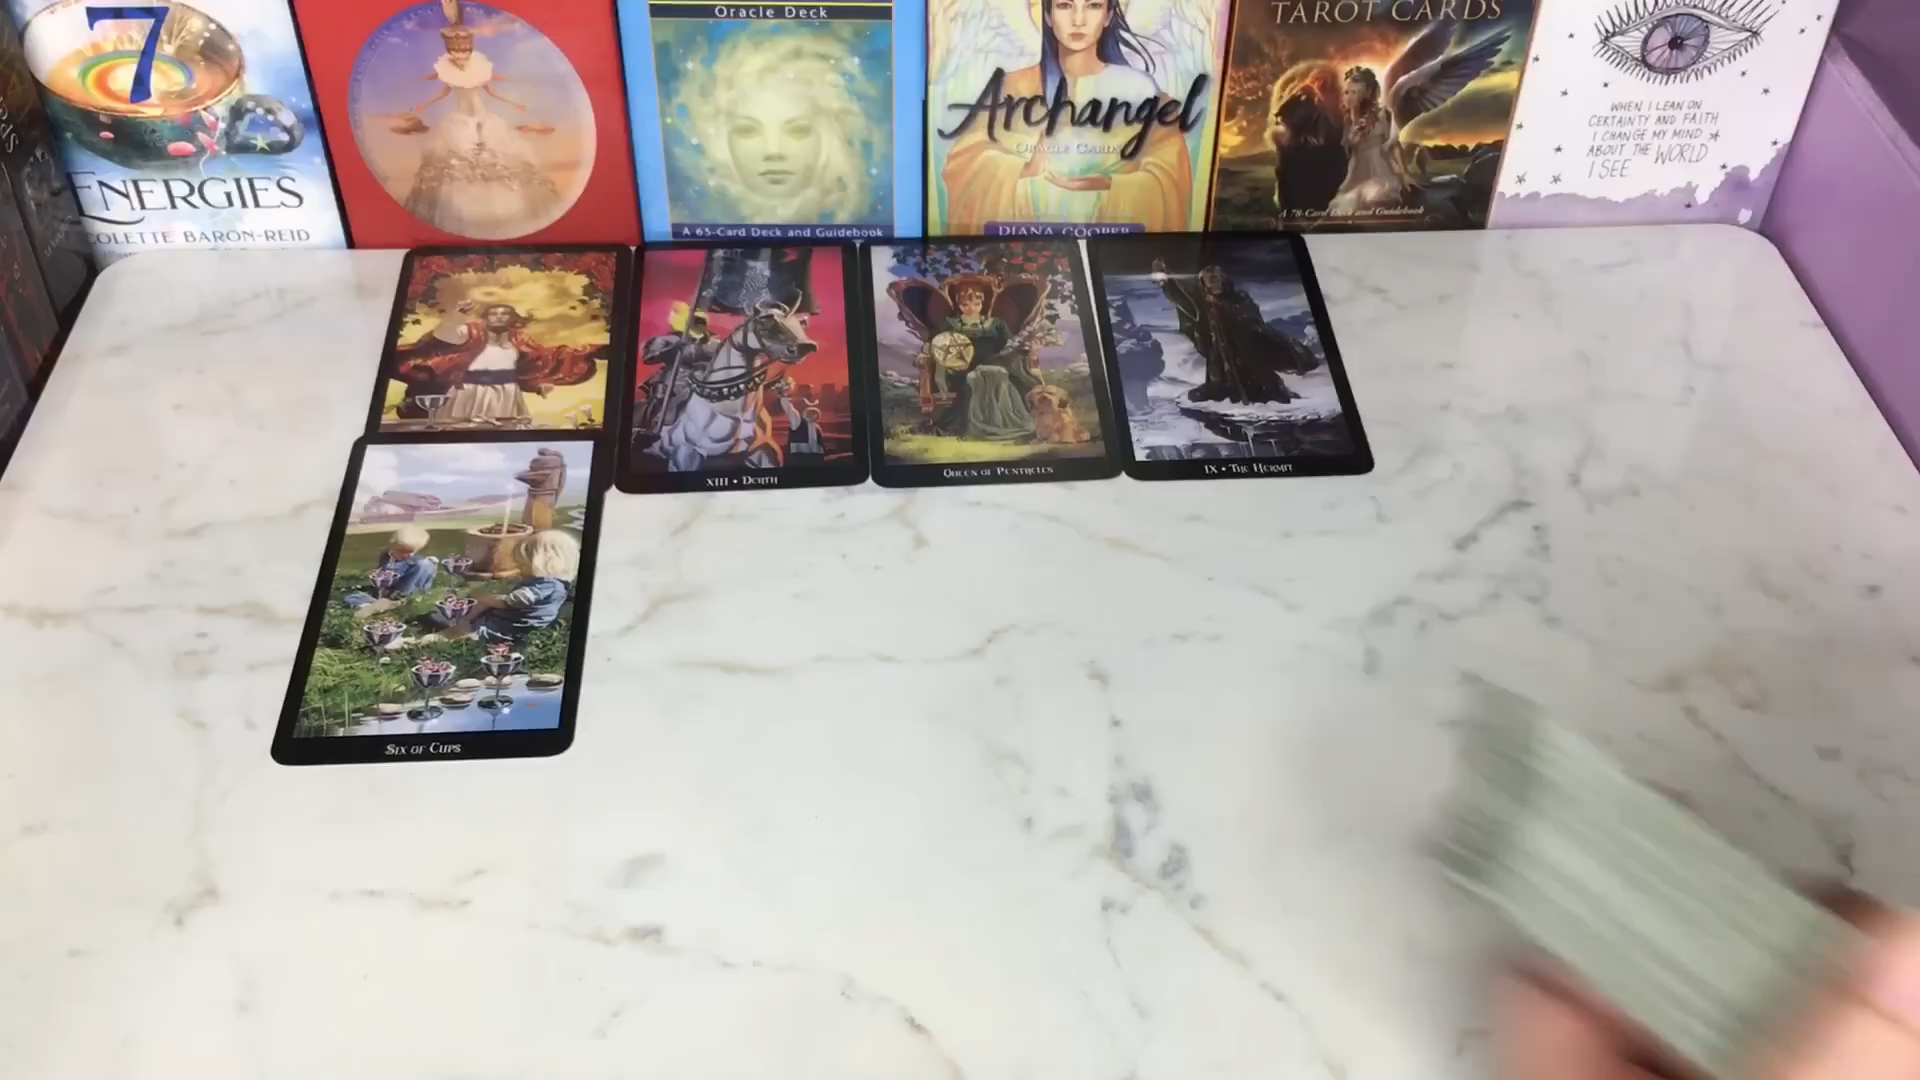 7
ENERGIES
COLETTE BARON-REID
Oracle Deck
A 65-Card Deck and Guidebook
Archangel
ORACLE CARDS
DIANA COOPER
TAROT CARDS
A 78-Card Deck and Guidebook
WHEN I LEAN ON
CERTAINTY AND FAITH
I CHANGE MY MIND
ABOUT THE WORLD
I SEE
XIII • DEATH
QUEEN OF PENTACLES
IX • THE HERMIT
SIX OF CUPS